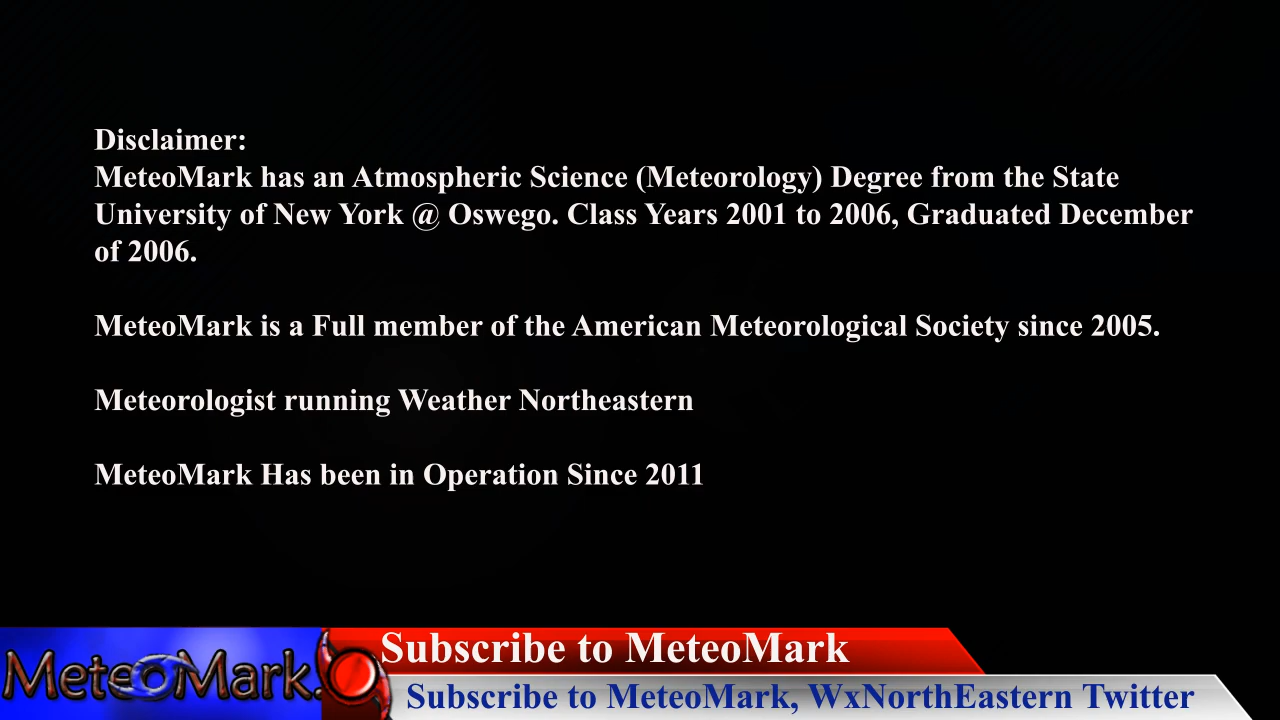 Disclaimer:
MeteoMark has an Atmospheric Science (Meteorology) Degree from the State
University of New York @ Oswego. Class Years 2001 to 2006, Graduated December
of 2006.
MeteoMark is a Full member of the American Meteorological Society since 2005.
Meteorologist running Weather Northeastern
MeteoMark Has been in Operation Since 2011
Subscribe to MeteoMark
MeteoMark.
Subscribe to MeteoMark, WxNorthEastern Twitter